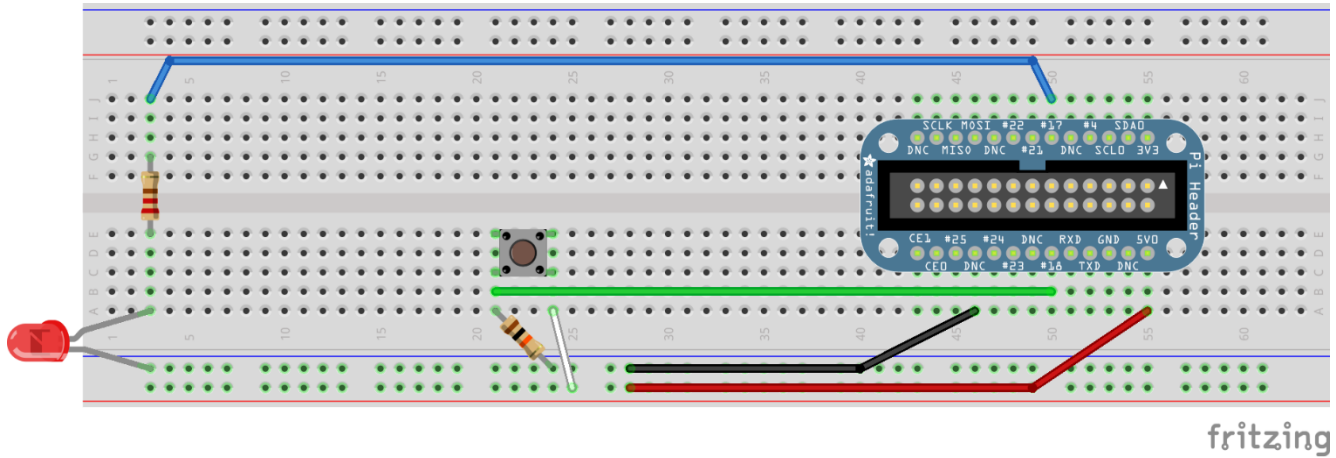 1 5 10 15 20 25 30 35 40 45 50 55 60
J J
I I
H H
G G
F F
SCLK MOSI #22 #17 #4 SDA0
DNC MISO DNC #21 DNC SCL0 3V3
adafruit!
Pi Header
CE1 #25 #24 DNC RXD GND 5V0
CE0 DNC #23 #18 TXD DNC
E E
D D
C C
B B
A A
1 5 10 15 20 25 30 35 40 45 50 55 60
fritzing